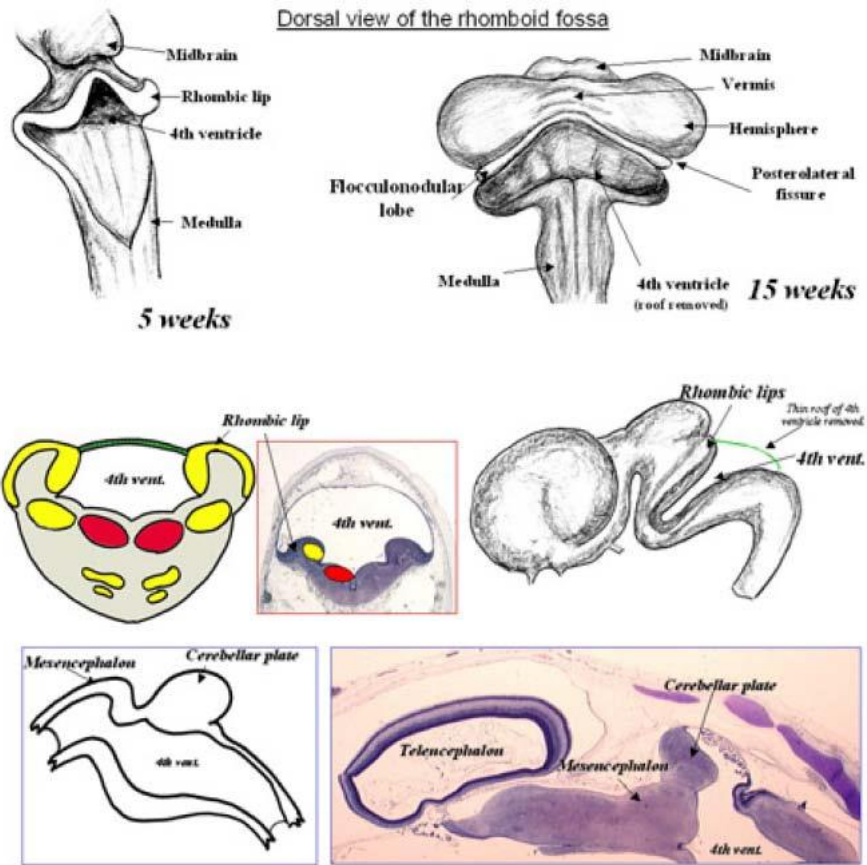 Dorsal view of the rhomboid fossa
Midbrain
Rhombic lip
4th ventricle
Medulla
5 weeks
Midbrain
Vermis
Hemisphere
Posterolateral
fissure
Flocculonodular
lobe
Medulla
4th ventricle
(roof removed)
15 weeks
Rhombic lip
4th vent.
4th vent.
Rhombic lips
Thin roof of 4th
ventricle removed.
4th vent.
Mesencephalon
Cerebellar plate
4th vent.
Cerebellar plate
Telencephalon
Mesencephalon
4th vent.